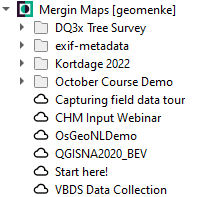 Mergin Maps [geomenke]
DQ3x Tree Survey
exif-metadata
Kortdage 2022
October Course Demo
Capturing field data tour
CHM Input Webinar
OsGeoNLDemo
QGISNA2020_BEV
Start here!
VBDS Data Collection